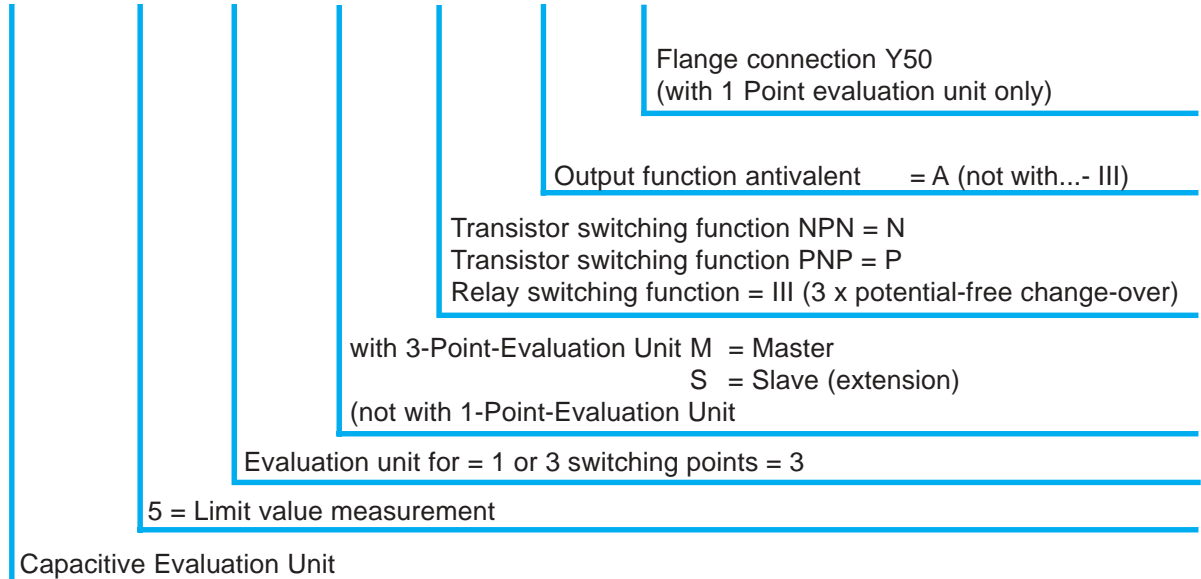 Flange connection Y50
(with 1 Point evaluation unit only)
Output function antivalent = A (not with...- III)
Transistor switching function NPN = N
Transistor switching function PNP = P
Relay switching function = III (3 x potential-free change-over)
with 3-Point-Evaluation Unit M = Master
S = Slave (extension)
(not with 1-Point-Evaluation Unit
Evaluation unit for = 1 or 3 switching points = 3
5 = Limit value measurement
Capacitive Evaluation Unit